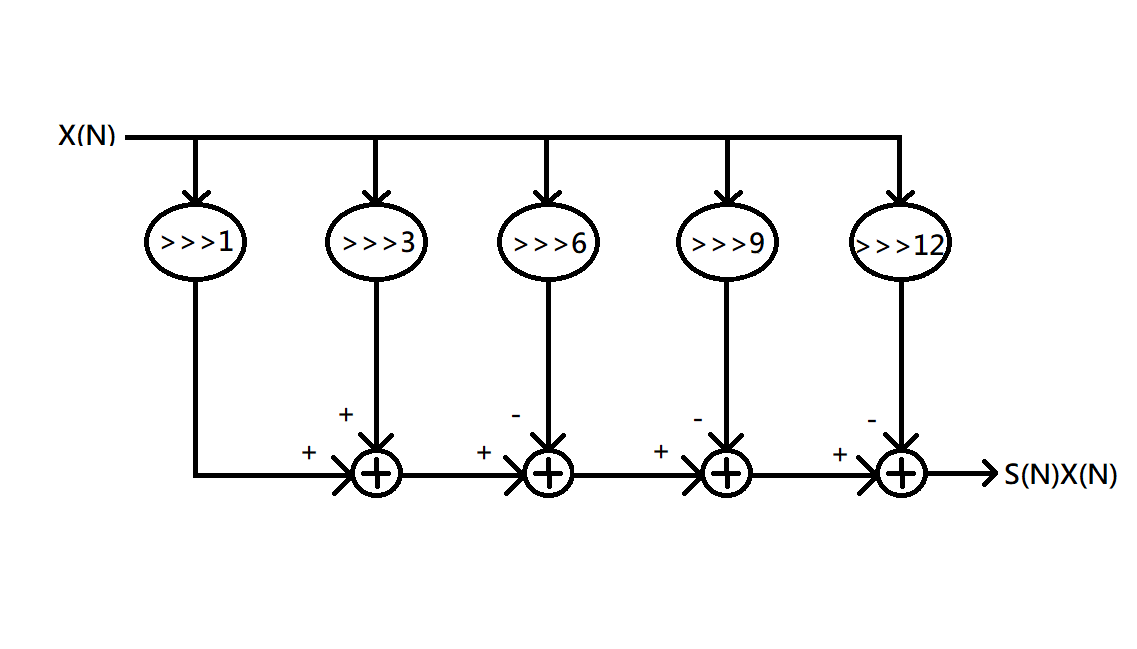 X(N)
>>>1 >>>3 >>>6 >>>9 >>>12
+ - - -
+ + + +
S(N)X(N)